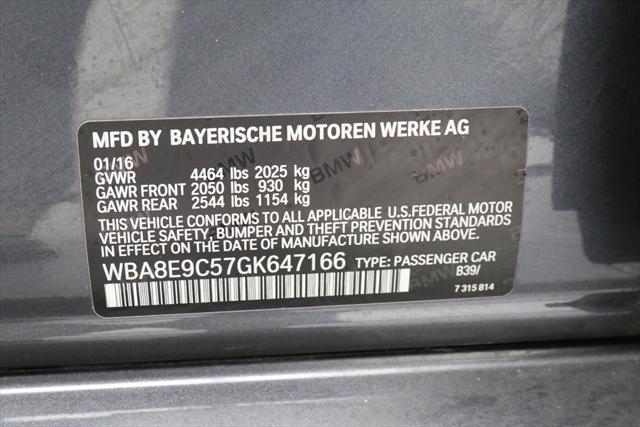 MFD BY BAYERISCHE MOTOREN WERKE AG
01/16
GVWR 4464 lbs 2025 kg
GAWR FRONT 2050 lbs 930 kg
GAWR REAR 2544 lbs 1154 kg
THIS VEHICLE CONFORMS TO ALL APPLICABLE U.S.FEDERAL MOTOR
VEHICLE SAFETY, BUMPER AND THEFT PREVENTION STANDARDS
IN EFFECT ON THE DATE OF MANUFACTURE SHOWN ABOVE.
WBA8E9C57GK647166 TYPE: PASSENGER CAR
B39/
7 315 814
BMW
BMW